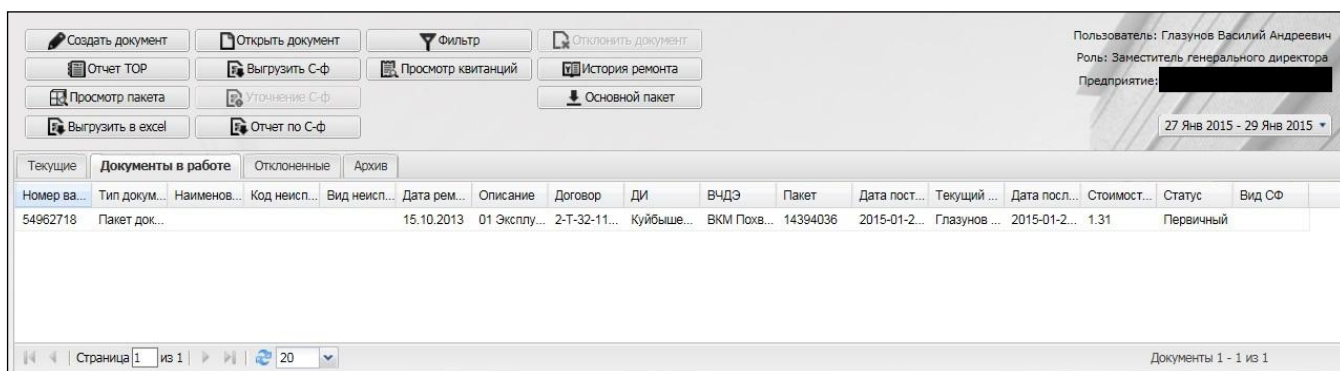 Создать документ Открыть документ Фильтр Отклонить документ
Отчет ТОР Выгрузить С-ф Просмотр квитанций История ремонта
Просмотр пакета Уточнение С-ф Основной пакет
Выгрузить в excel Отчет по С-ф
Пользователь: Глазунов Василий Андреевич
Роль: Заместитель генерального директора
Предприятие:
27 Янв 2015 - 29 Янв 2015
Текущие Документы в работе Отклоненные Архив
Номер ва... Тип докум... Наименов... Код неисп... Вид неисп... Дата рем... Описание Договор ДИ ВЧДЭ Пакет Дата пост... Текущий ... Дата посл... Стоимост... Статус Вид СФ
54962718 Пакет док... 15.10.2013 01 Эксплу... 2-Т-32-11... Куйбыше... ВКМ Похв... 14394036 2015-01-2... Глазунов ... 2015-01-2... 1.31 Первичный
Страница 1 из 1 20 Документы 1 - 1 из 1